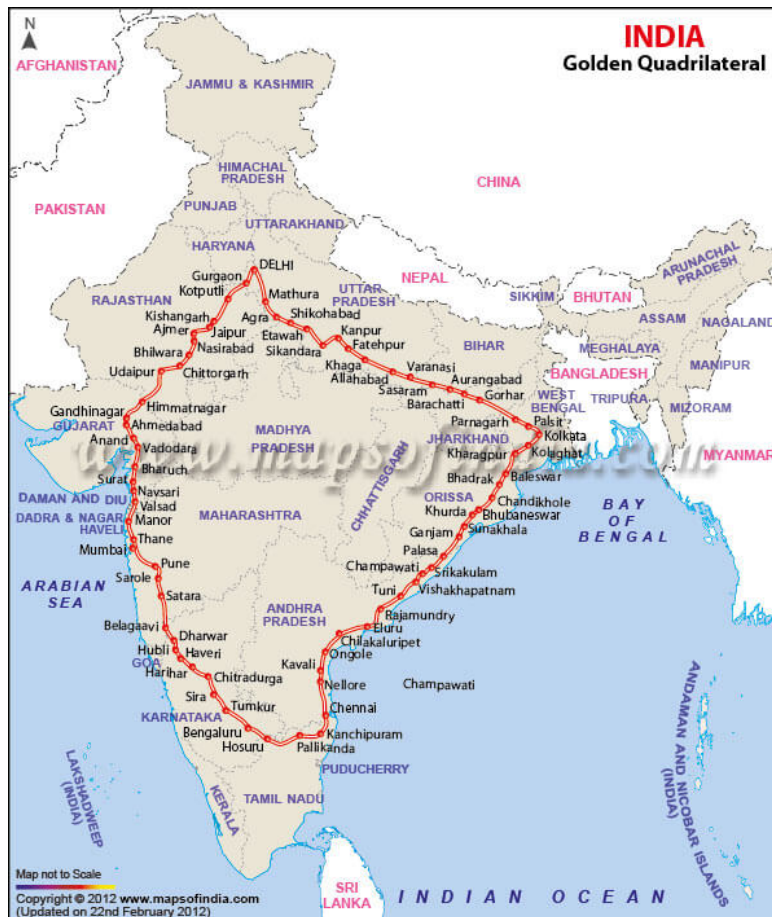 N
INDIA
Golden Quadrilateral
AFGHANISTAN
JAMMU & KASHMIR
HIMACHAL
PRADESH
CHINA
PAKISTAN
PUNJAB
UTTARAKHAND
HARYANA
DELHI
Gurgaon
Kotputli
Mathura
UTTAR
PRADESH
NEPAL
SIKKIM
BHUTAN
ARUNACHAL
PRADESH
RAJASTHAN
Kishangarh
Ajmer
Jaipur
Agra
Shikohabad
Etawah
Kanpur
Sikandara
Fatehpur
ASSAM
NAGALAND
Nasirabad
Bhilwara
BIHAR
MEGHALAYA
MANIPUR
Udaipur
Chittorgarh
Khaga
Varanasi
Allahabad
Aurangabad
Sasaram
Gorhar
Barachatti
BANGLADESH
WEST
BENGAL
TRIPURA
MIZORAM
Gandhinagar
Himmatnagar
GUJARAT
Ahmedabad
Anand
Vadodara
MADHYA
PRADESH
Parnagarh
Palsit
Kolkata
JHARKHAND
Kharagpur
Kolaghat
MYANMAR
www.mapsofindia.com
Bharuch
Surat
Navsari
Valsad
DAMAN AND DIU
DADRA & NAGAR
HAVELI
Manor
Thane
Mumbai
MAHARASHTRA
CHHATTISGARH
Bhadrak
Baleswar
ORISSA
Chandikhole
Khurda
Bhubaneswar
Ganjam
Sunakhala
BAY
OF
BENGAL
Palasa
Pune
Champawati
Srikakulam
ARABIAN
SEA
Sarole
Satara
Tuni
Vishakhapatnam
ANDHRA
PRADESH
Rajamundry
Belagaavi
Eluru
Dharwar
Chilakaluripet
Hubli
Haveri
Ongole
GOA
Harihar
Kavali
Chitradurga
Nellore
Champawati
Sira
Tumkur
KARNATAKA
Chennai
Bengaluru
Kanchipuram
Hosuru
Pallikanda
PUDUCHERRY
LAKSHADWEEP
(INDIA)
KERALA
TAMIL NADU
ANDAMAN AND NICOBAR ISLANDS
(INDIA)
SRI
LANKA
INDIAN OCEAN
Map not to Scale
Copyright © 2012 www.mapsofindia.com
(Updated on 22nd February 2012)